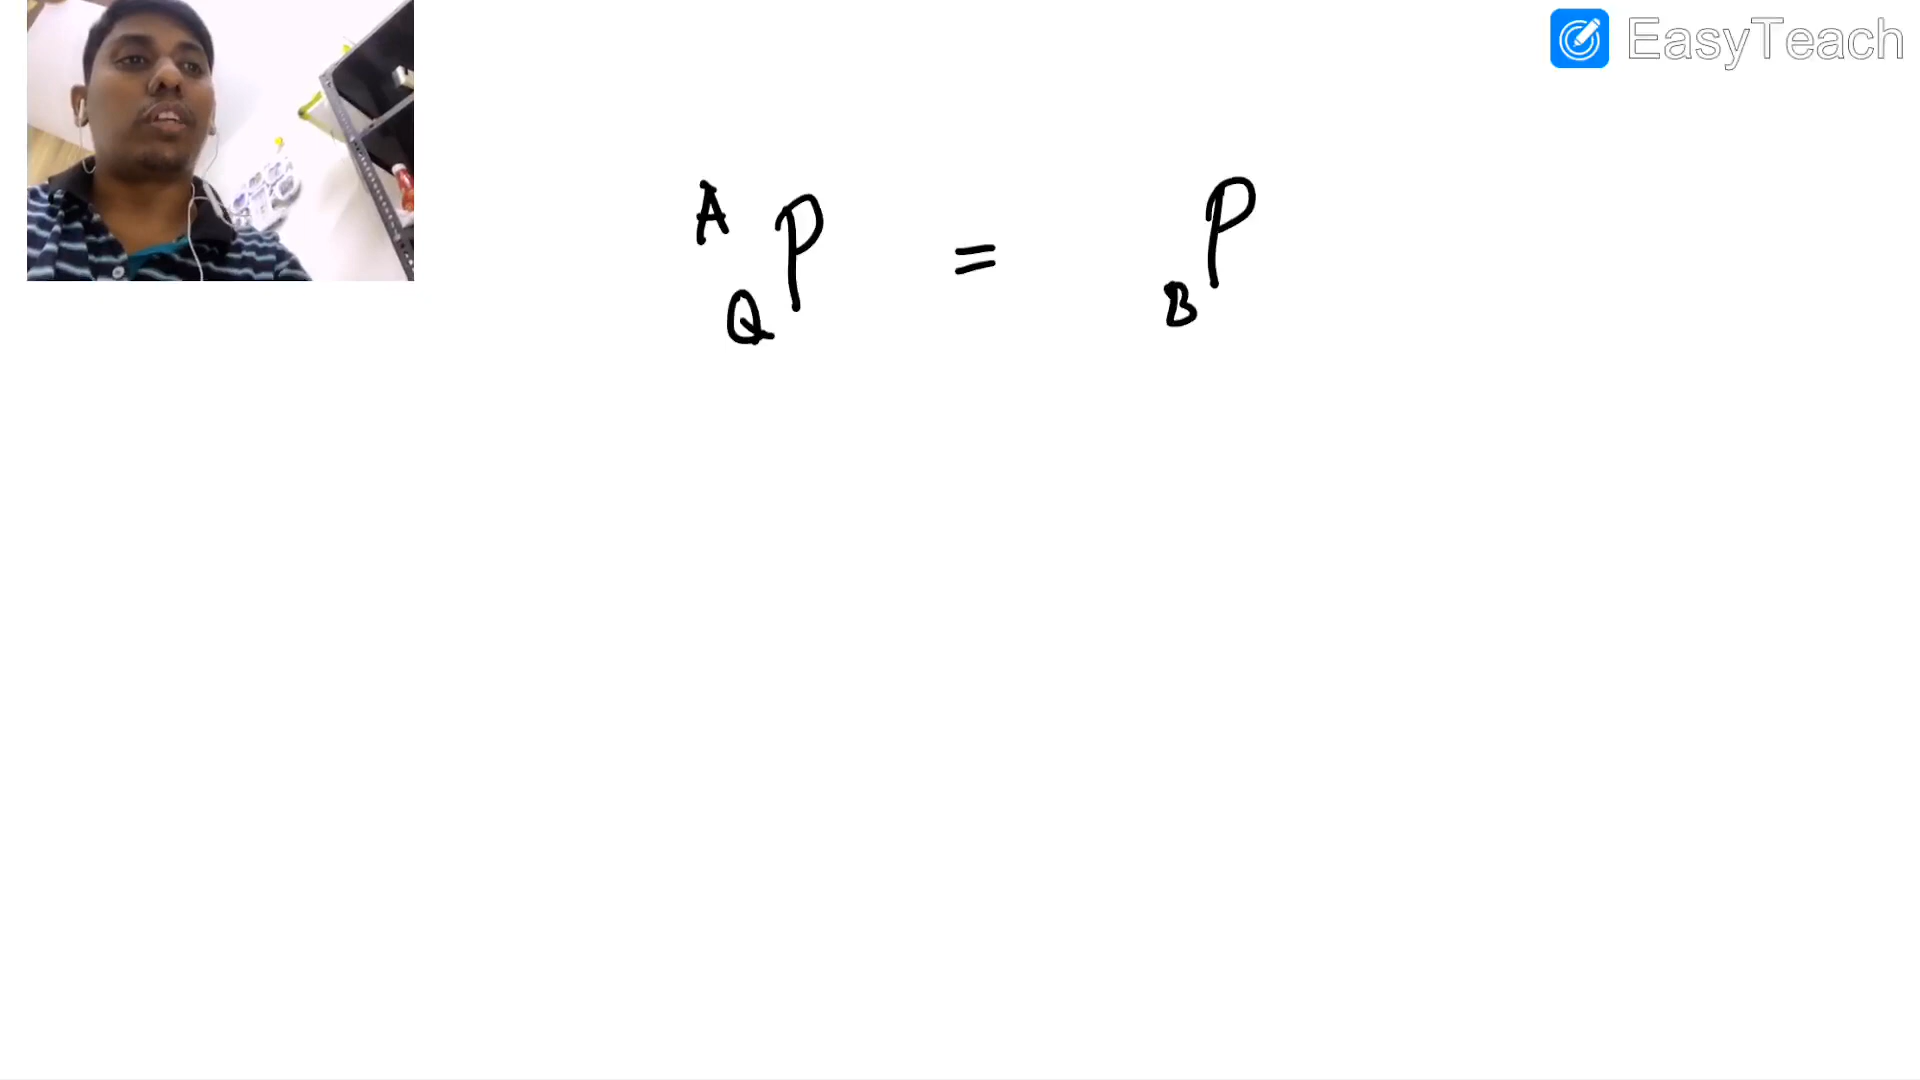 EasyTeach
A
Q P = B P